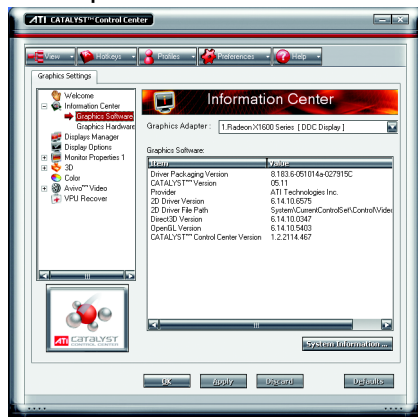 ATI CATALYST™ Control Center
View Hotkeys Profiles Preferences Help
Graphics Settings
Welcome
Information Center
Graphics Software
Graphics Hardware
Displays Manager
Display Options
Monitor Properties 1
3D
Color
Avivo™ Video
VPU Recover
Information Center
Graphics Adapter :
1.Radeon X1600 Series [ DDC Display ]
Graphics Software:
Item Value
Driver Packaging Version 8.183.6-051014a-027915C
CATALYST™ Version 05.11
Provider ATI Technologies Inc.
2D Driver Version 6.14.10.6575
2D Driver File Path System\CurrentControlSet\Control\Video
Direct3D Version 6.14.10.0347
OpenGL Version 6.14.10.5403
CATALYST™ Control Center Version 1.2.2114.467
ATI CATALYST
CONTROL CENTER
System Information ...
OK Apply Discard Defaults